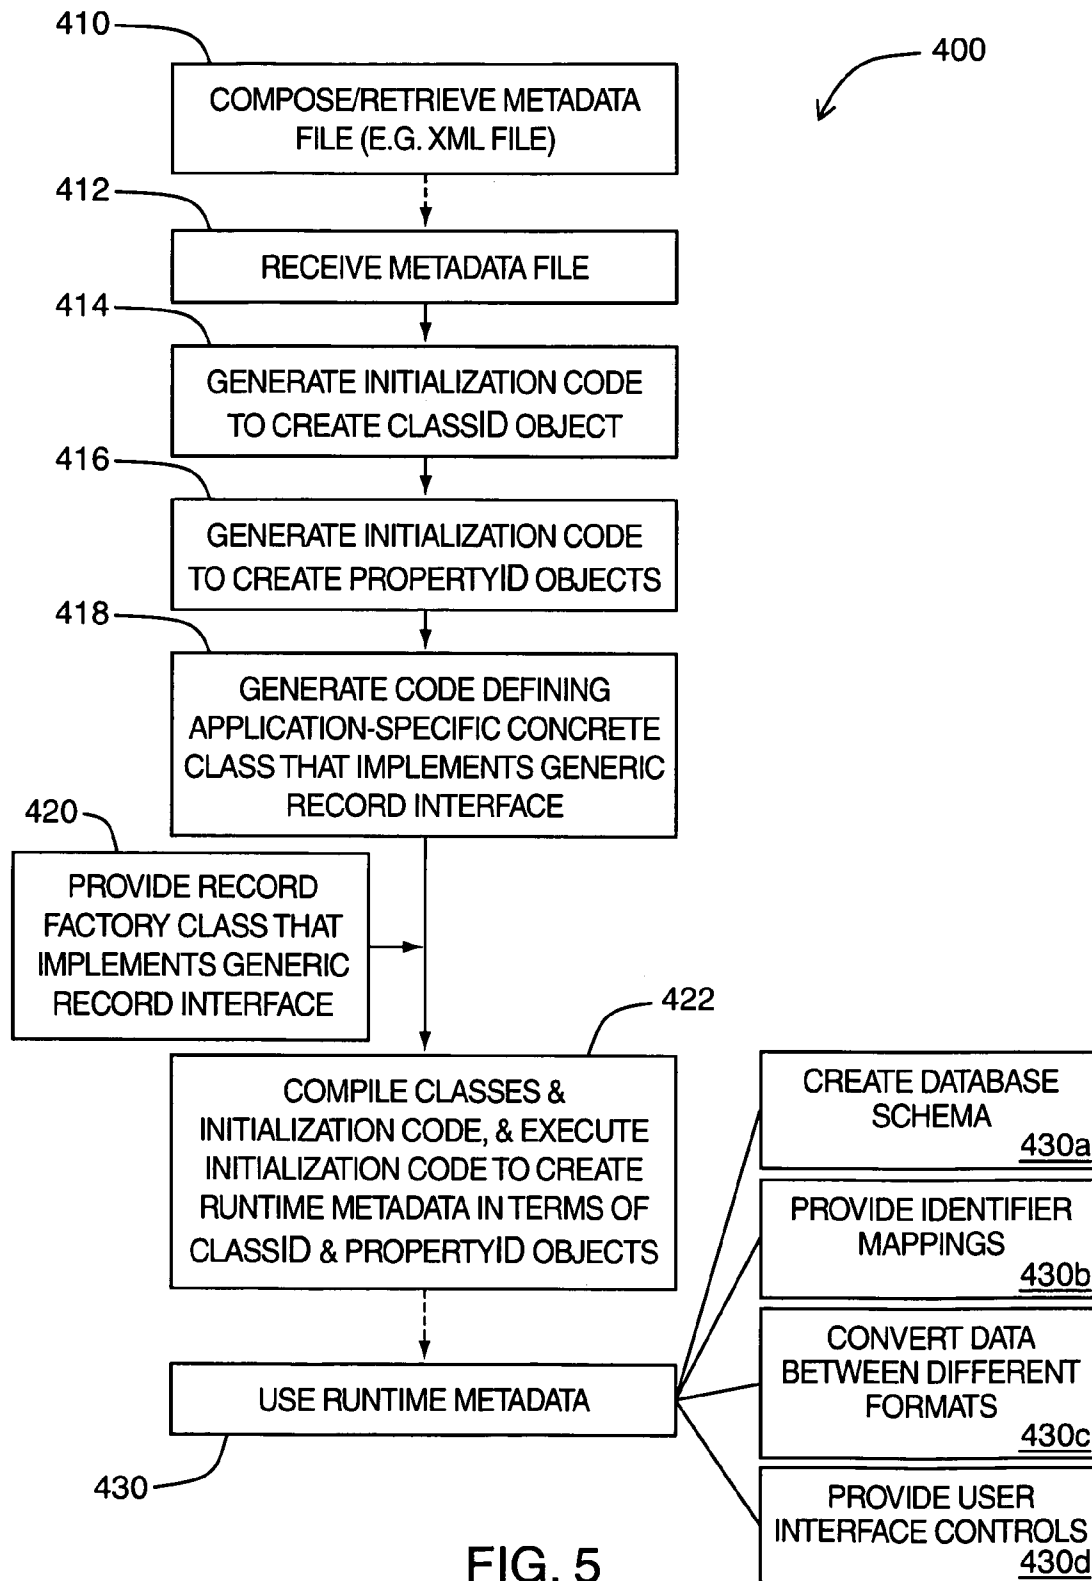 410
400
COMPOSE/RETRIEVE METADATA
FILE (E.G. XML FILE)
412
RECEIVE METADATA FILE
414
GENERATE INITIALIZATION CODE
TO CREATE CLASSID OBJECT
416
GENERATE INITIALIZATION CODE
TO CREATE PROPERTYID OBJECTS
418
GENERATE CODE DEFINING
APPLICATION-SPECIFIC CONCRETE
CLASS THAT IMPLEMENTS GENERIC
RECORD INTERFACE
420
PROVIDE RECORD
FACTORY CLASS THAT
IMPLEMENTS GENERIC
RECORD INTERFACE
422
COMPILE CLASSES &
INITIALIZATION CODE, & EXECUTE
INITIALIZATION CODE TO CREATE
RUNTIME METADATA IN TERMS OF
CLASSID & PROPERTYID OBJECTS
USE RUNTIME METADATA
430
CREATE DATABASE
SCHEMA
430a
PROVIDE IDENTIFIER
MAPPINGS
430b
CONVERT DATA
BETWEEN DIFFERENT
FORMATS
430c
PROVIDE USER
INTERFACE CONTROLS
430d
FIG. 5